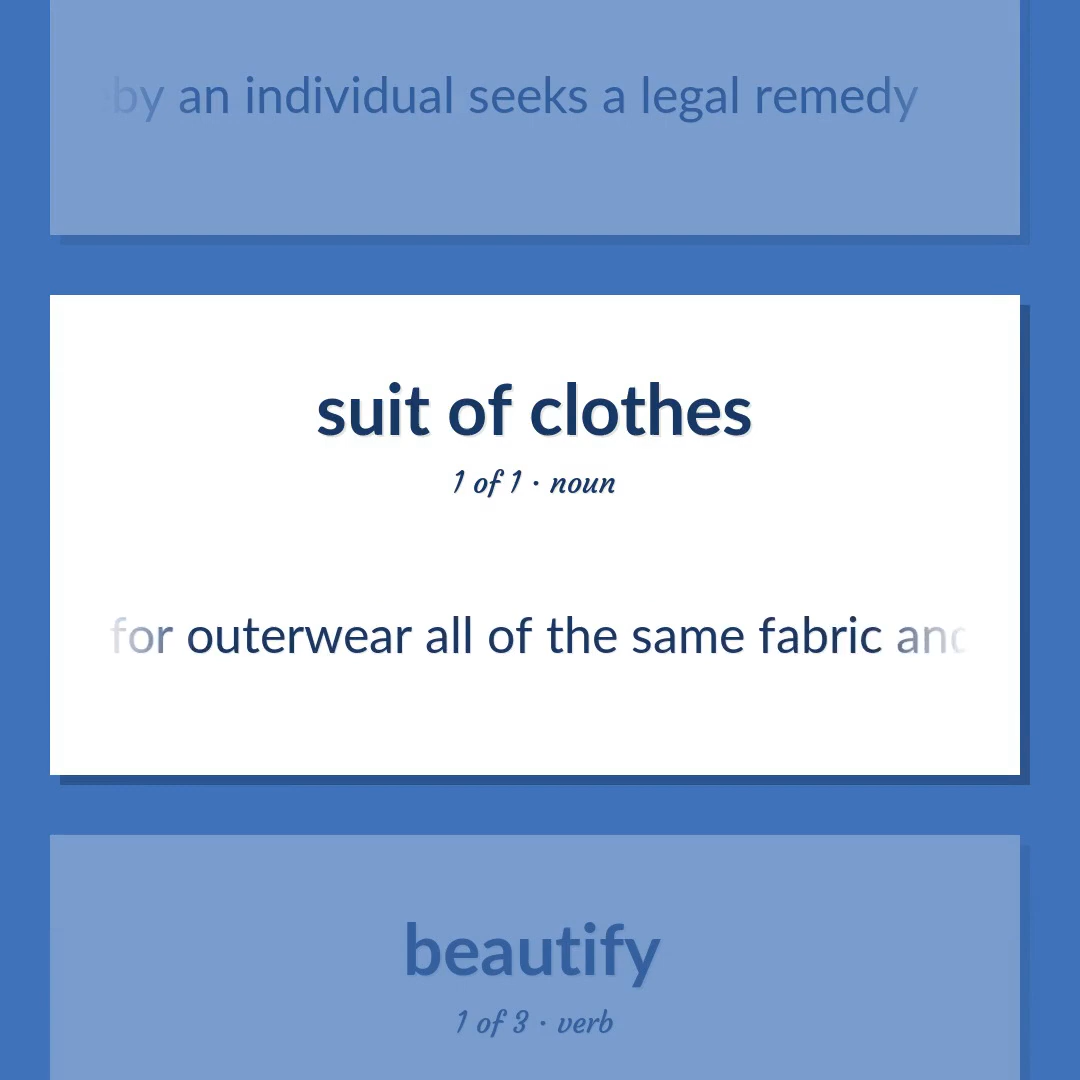 by an individual seeks a legal remedy
suit of clothes
1 of 1 · noun
for outerwear all of the same fabric and
beautify
1 of 3 · verb